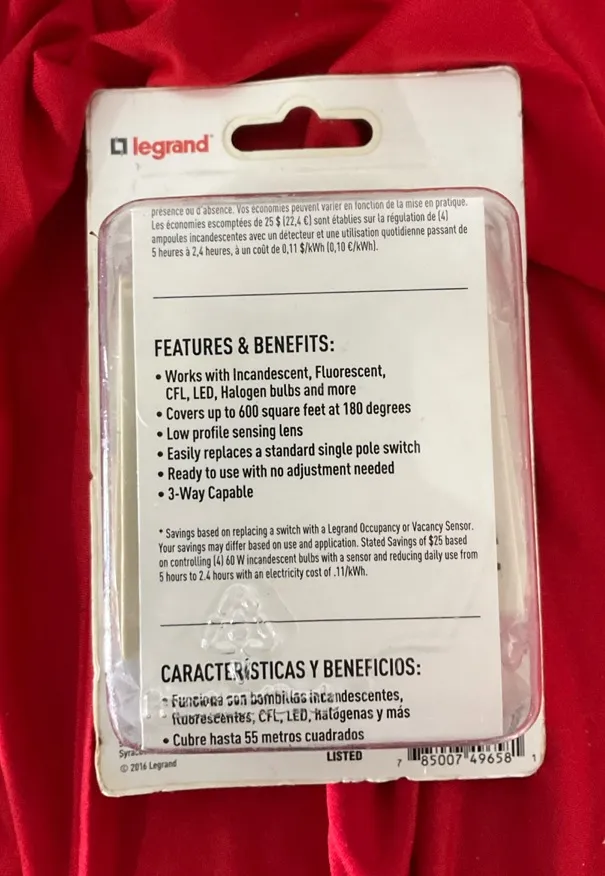 legrand
présence ou d'absence. Vos économies peuvent varier en fonction de la mise en pratique.
Les économies escomptées de 25 $ (22,4 €) sont établies sur la régulation de (4)
ampoules incandescentes avec un détecteur et une utilisation quotidienne passant de
5 heures à 2,4 heures, à un coût de 0,11 $/kWh (0,10 €/kWh).
FEATURES & BENEFITS:
• Works with Incandescent, Fluorescent,
CFL, LED, Halogen bulbs and more
• Covers up to 600 square feet at 180 degrees
• Low profile sensing lens
• Easily replaces a standard single pole switch
• Ready to use with no adjustment needed
• 3-Way Capable
* Savings based on replacing a switch with a Legrand Occupancy or Vacancy Sensor.
Your savings may differ based on use and application. Stated Savings of $25 based
on controlling (4) 60 W incandescent bulbs with a sensor and reducing daily use from
5 hours to 2.4 hours with an electricity cost of .11/kWh.
CARACTERÍSTICAS Y BENEFICIOS:
• Funciona con bombillas incandescentes,
fluorescentes, CFL, LED, halógenas y más
• Cubre hasta 55 metros cuadrados
LISTED
© 2016 Legrand
7 85007 49658 1